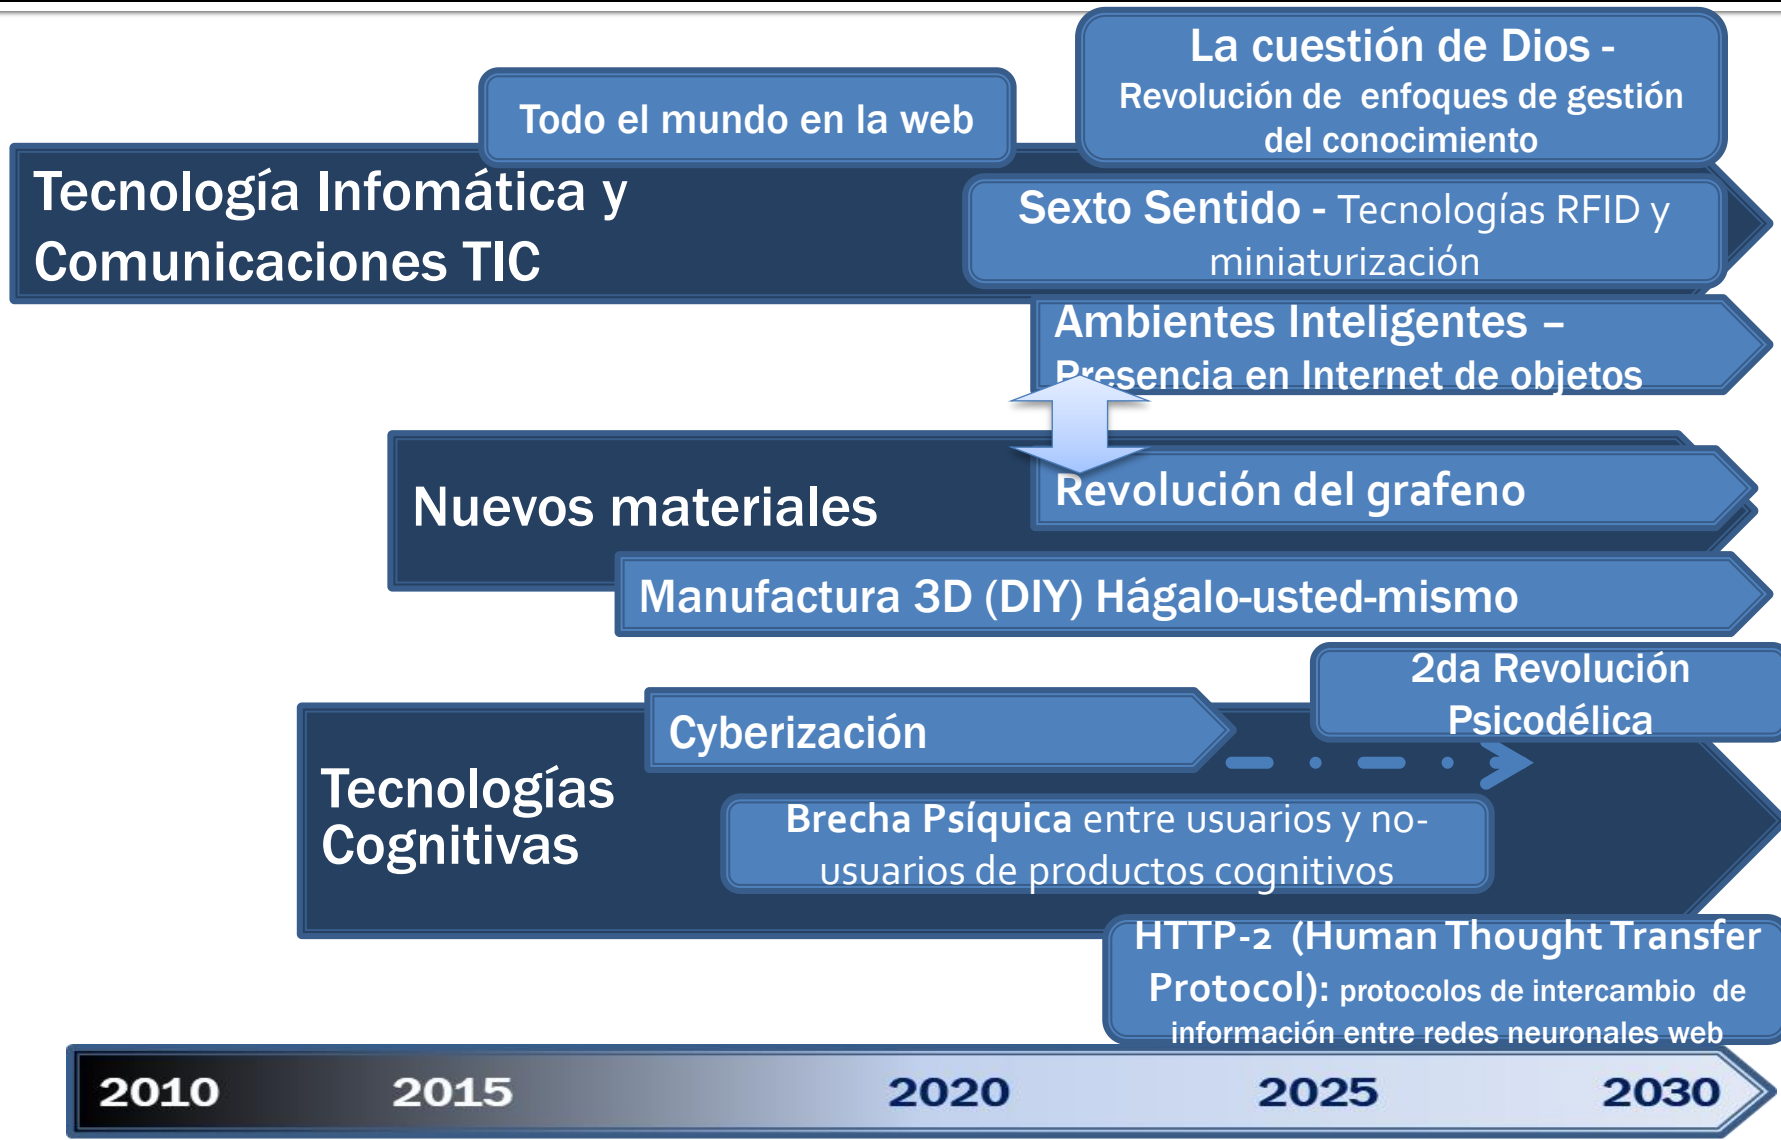 La cuestión de Dios -
Revolución de enfoques de gestión
del conocimiento
Todo el mundo en la web
Tecnología Infomática y
Comunicaciones TIC
Sexto Sentido - Tecnologías RFID y
miniaturización
Ambientes Inteligentes –
Presencia en Internet de objetos
Nuevos materiales
Revolución del grafeno
Manufactura 3D (DIY) Hágalo-usted-mismo
2da Revolución
Psicodélica
Cyberización
Tecnologías
Cognitivas
Brecha Psíquica entre usuarios y no-
usuarios de productos cognitivos
HTTP-2 (Human Thought Transfer
Protocol): protocolos de intercambio de
información entre redes neuronales web
2010 2015 2020 2025 2030